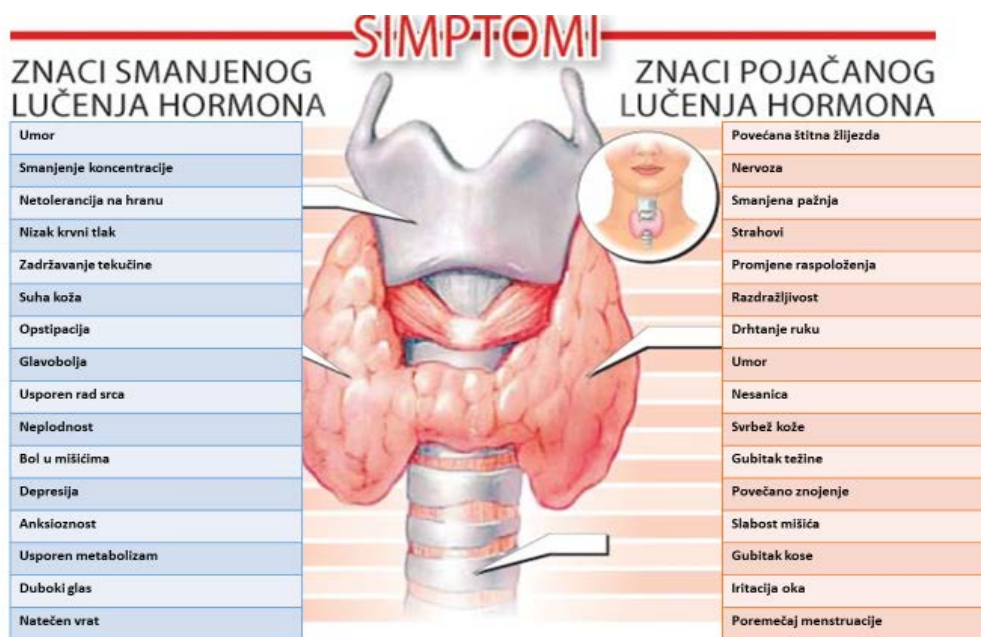 SIMPTOMI
ZNACI SMANJENOG
LUČENJA HORMONA
Umor
Smanjenje koncentracije
Netolerancija na hranu
Nizak krvni tlak
Zadržavanje tekučine
Suha koža
Opstipacija
Glavobolja
Usporen rad srca
Neplodnost
Bol u mišićima
Depresija
Anksioznost
Usporen metabolizam
Duboki glas
Natečen vrat
ZNACI POJAČANOG
LUČENJA HORMONA
Povećana štitna žlijezda
Nervoza
Smanjena pažnja
Strahovi
Promjene raspoloženja
Razdražljivost
Drhtanje ruku
Umor
Nesanica
Svrbež kože
Gubitak težine
Povečano znojenje
Slabost mišića
Gubitak kose
Iritacija oka
Poremečaj menstruacije